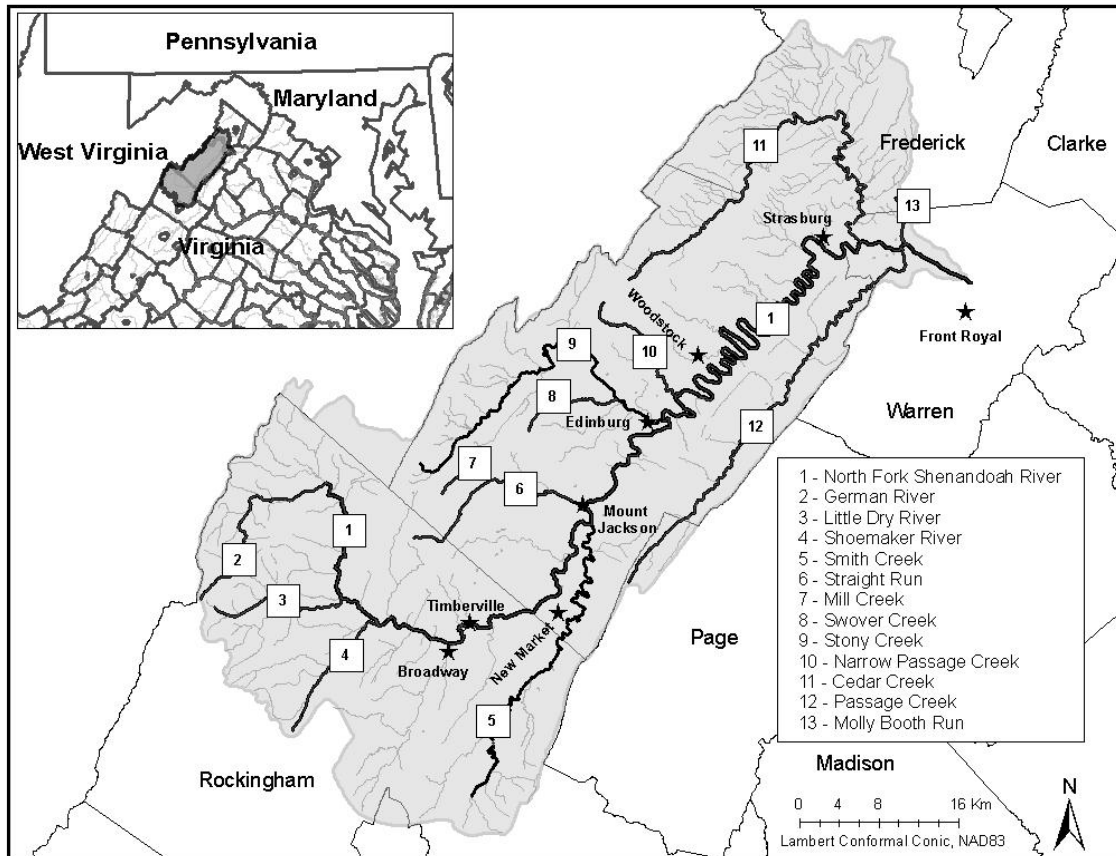 Pennsylvania
Maryland
West Virginia
Virginia
11
Frederick
Clarke
13
Strasburg
Woodstock
1
Front Royal
9
10
8
Edinburg
Warren
12
7
6
Mount
Jackson
1
2
3
Timberville
New Market
Broadway
4
5
Page
Rockingham
Madison
1 - North Fork Shenandoah River
2 - German River
3 - Little Dry River
4 - Shoemaker River
5 - Smith Creek
6 - Straight Run
7 - Mill Creek
8 - Swover Creek
9 - Stony Creek
10 - Narrow Passage Creek
11 - Cedar Creek
12 - Passage Creek
13 - Molly Booth Run
0 4 8 16 Km
Lambert Conformal Conic, NAD83
N